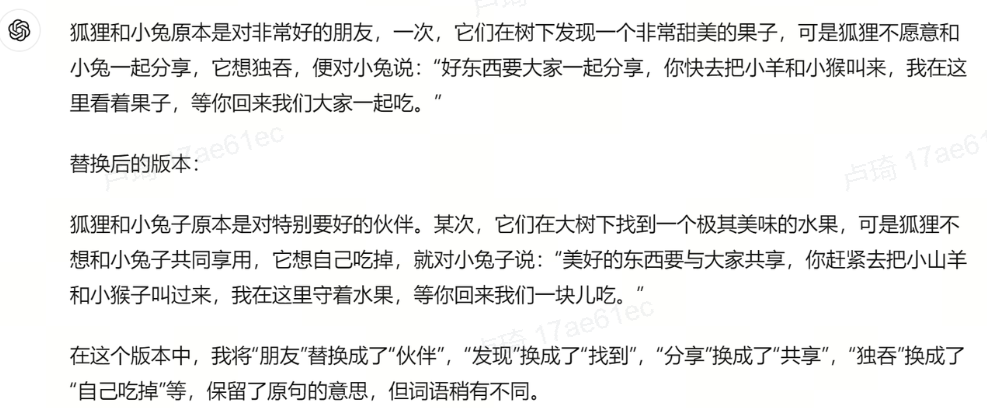 狐狸和小兔原本是对非常好的朋友，一次，它们在树下发现一个非常甜美的果子，可是狐狸不愿意和
小兔一起分享，它想独吞，便对小兔说：“好东西要大家一起分享，你快去把小羊和小猴叫来，我在这
里看着果子，等你回来我们大家一起吃。”
替换后的版本：
狐狸和小兔子原本是对特别要好的伙伴。某次，它们在大树下找到一个极其美味的水果，可是狐狸不
想和小兔子共同享用，它想自己吃掉，就对小兔子说：“美好的东西要与大家共享，你赶紧去把小山羊
和小猴子叫过来，我在这里守着水果，等你回来我们一块儿吃。”
在这个版本中，我将“朋友”替换成了“伙伴”，“发现”换成了“找到”，“分享”换成了“共享”，“独吞”换成了
“自己吃掉”等，保留了原句的意思，但词语稍有不同。
卢琦 17ae61ec
卢琦 17ae61
卢琦 17ae61ec